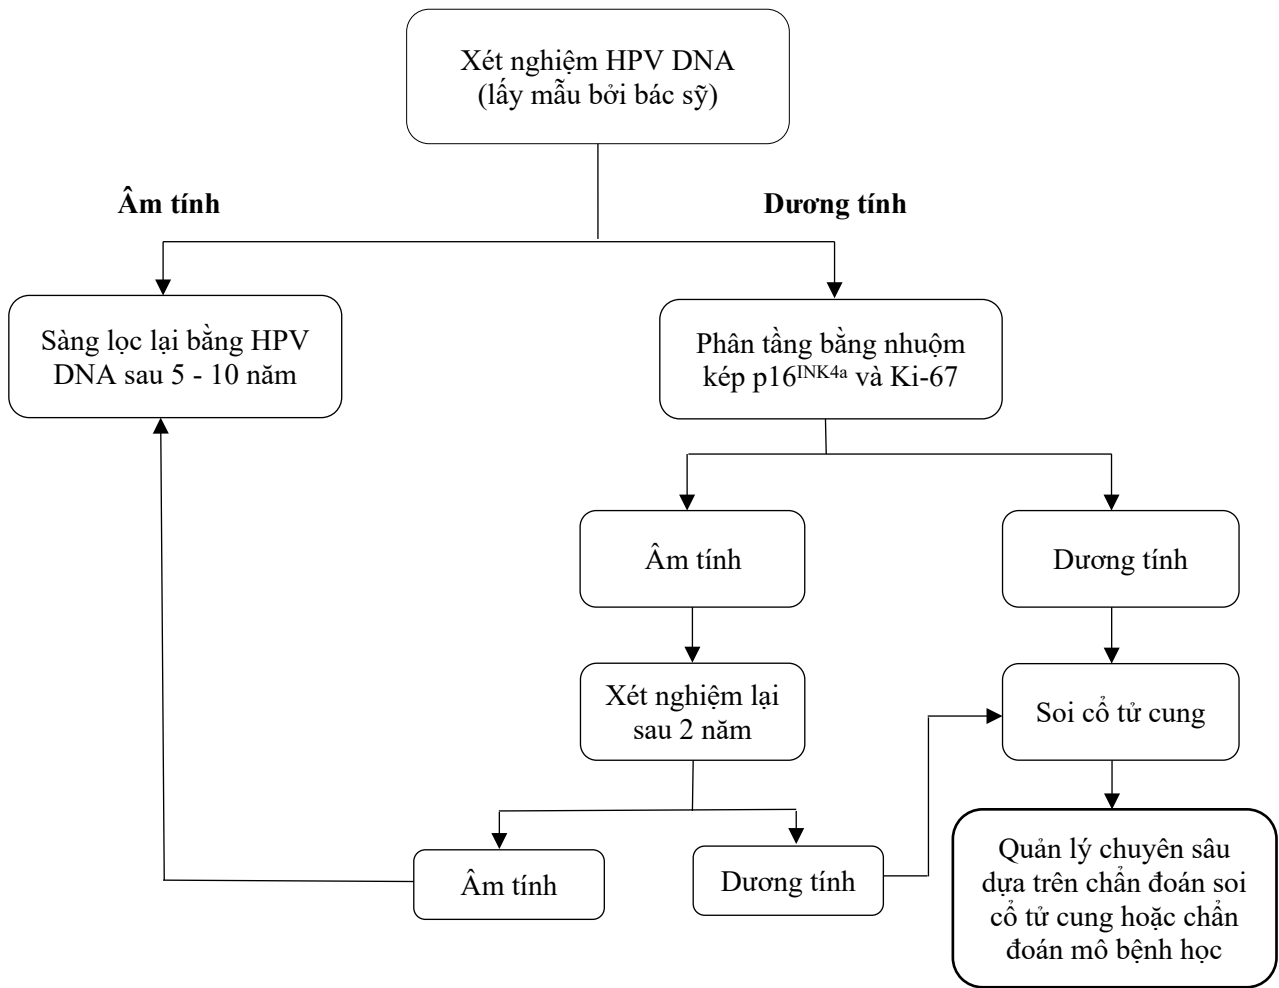 Xét nghiệm HPV DNA
(lấy mẫu bởi bác sỹ)
Âm tính
Dương tính
Sàng lọc lại bằng HPV
DNA sau 5 - 10 năm
Phân tầng bằng nhuộm
kép p16INK4a và Ki-67
Âm tính
Dương tính
Xét nghiệm lại
sau 2 năm
Soi cổ tử cung
Âm tính
Dương tính
Quản lý chuyên sâu
dựa trên chẩn đoán soi
cổ tử cung hoặc chẩn
đoán mô bệnh học